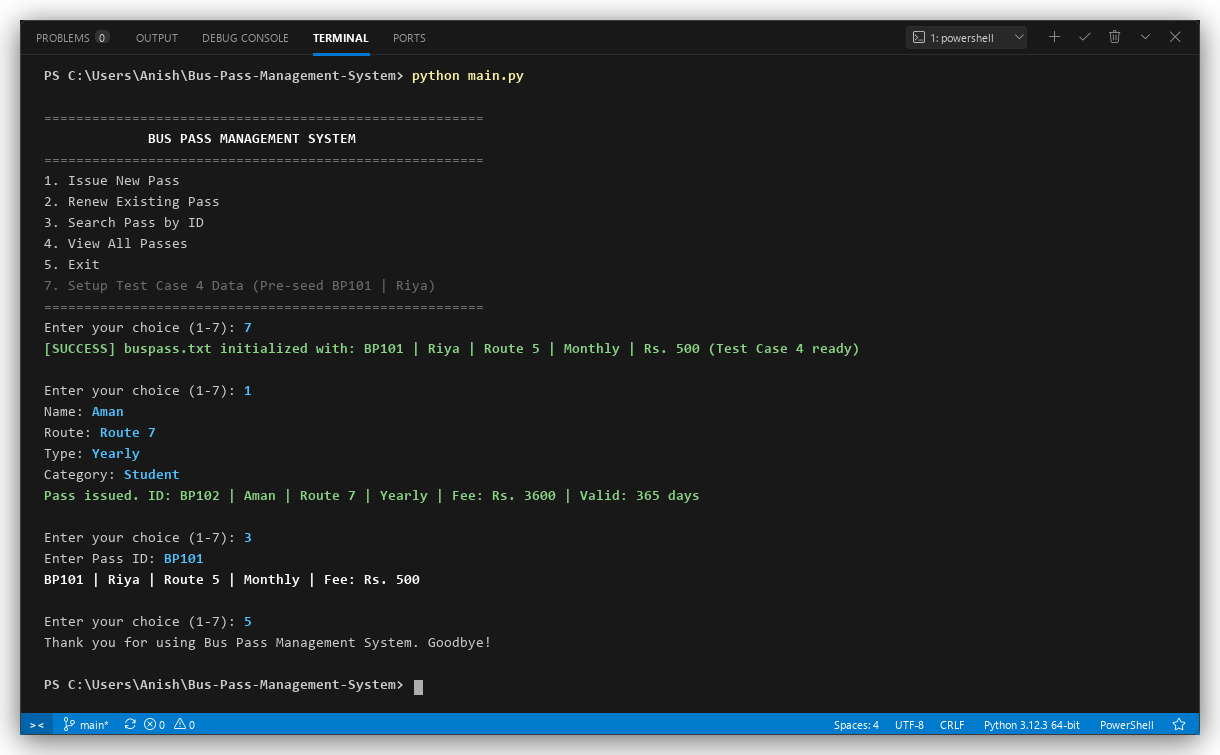 PROBLEMS 0 OUTPUT DEBUG CONSOLE TERMINAL PORTS 1: powershell
PS C:\Users\Anish\Bus-Pass-Management-System> python main.py
=======================================================
BUS PASS MANAGEMENT SYSTEM
=======================================================
1. Issue New Pass
2. Renew Existing Pass
3. Search Pass by ID
4. View All Passes
5. Exit
7. Setup Test Case 4 Data (Pre-seed BP101 | Riya)
=======================================================
Enter your choice (1-7): 7
[SUCCESS] buspass.txt initialized with: BP101 | Riya | Route 5 | Monthly | Rs. 500 (Test Case 4 ready)
Enter your choice (1-7): 1
Name: Aman
Route: Route 7
Type: Yearly
Category: Student
Pass issued. ID: BP102 | Aman | Route 7 | Yearly | Fee: Rs. 3600 | Valid: 365 days
Enter your choice (1-7): 3
Enter Pass ID: BP101
BP101 | Riya | Route 5 | Monthly | Fee: Rs. 500
Enter your choice (1-7): 5
Thank you for using Bus Pass Management System. Goodbye!
PS C:\Users\Anish\Bus-Pass-Management-System>
>< main* 0 0 Spaces: 4 UTF-8 CRLF Python 3.12.3 64-bit PowerShell